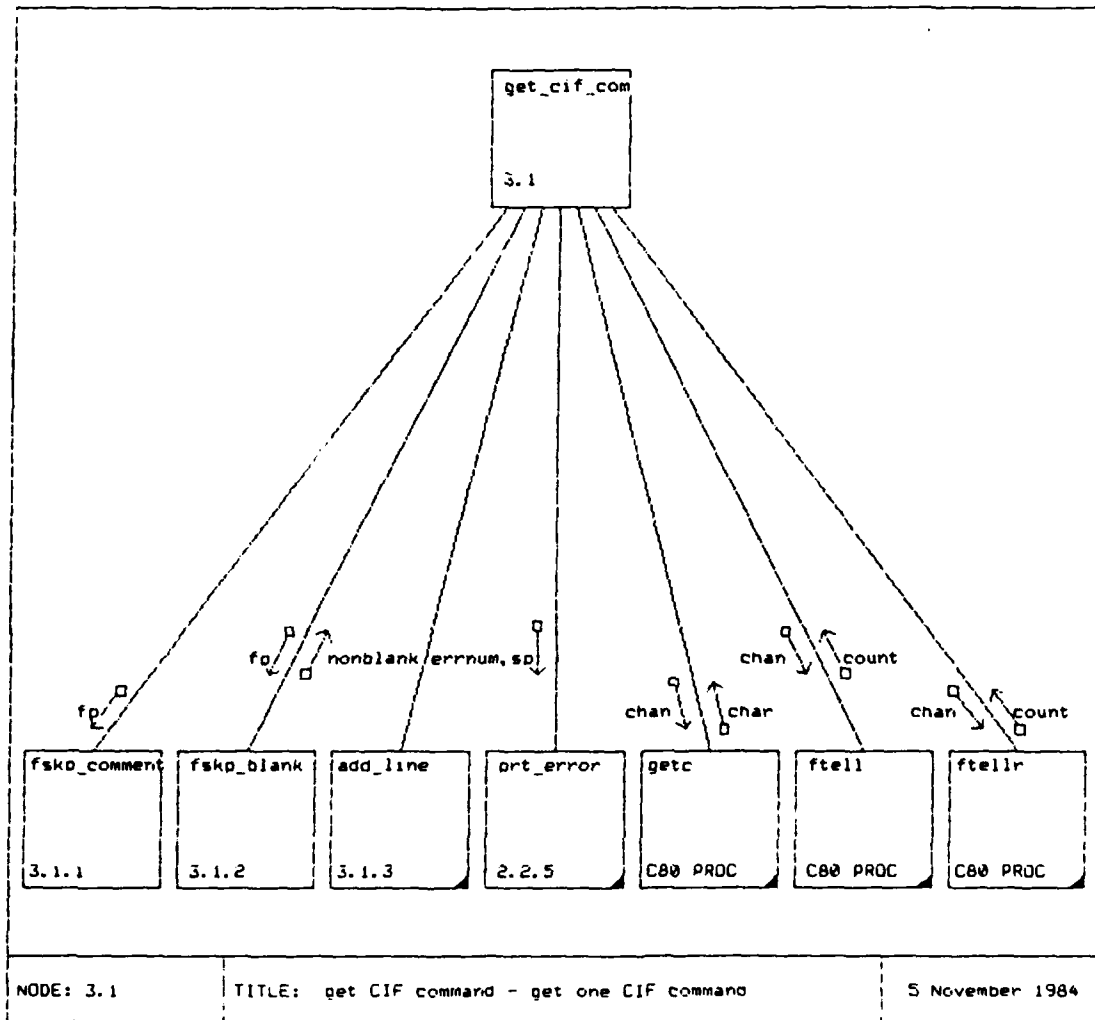 get_cif_com
3.1
fp
fp
nonblank
errnum,sp
chan
char
chan
count
chan
count
fskp_comment
3.1.1
fskp_blank
3.1.2
add_line
3.1.3
prt_error
2.2.5
getc
C80 PROC
ftell
C80 PROC
ftellr
C80 PROC
NODE: 3.1
TITLE: get CIF command - get one CIF command
5 November 1984